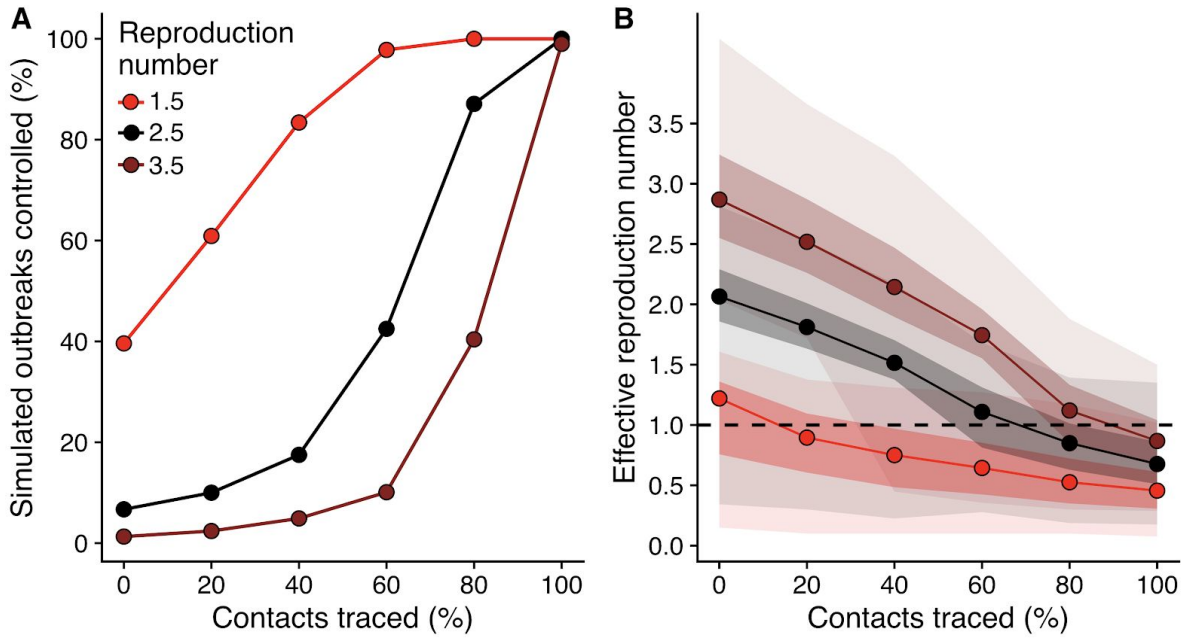 A
Simulated outbreaks controlled (%)
100
80
60
40
20
0
Reproduction
number
1.5
2.5
3.5
0 20 40 60 80 100
Contacts traced (%)
B
Effective reproduction number
3.5
3.0
2.5
2.0
1.5
1.0
0.5
0.0
0 20 40 60 80 100
Contacts traced (%)